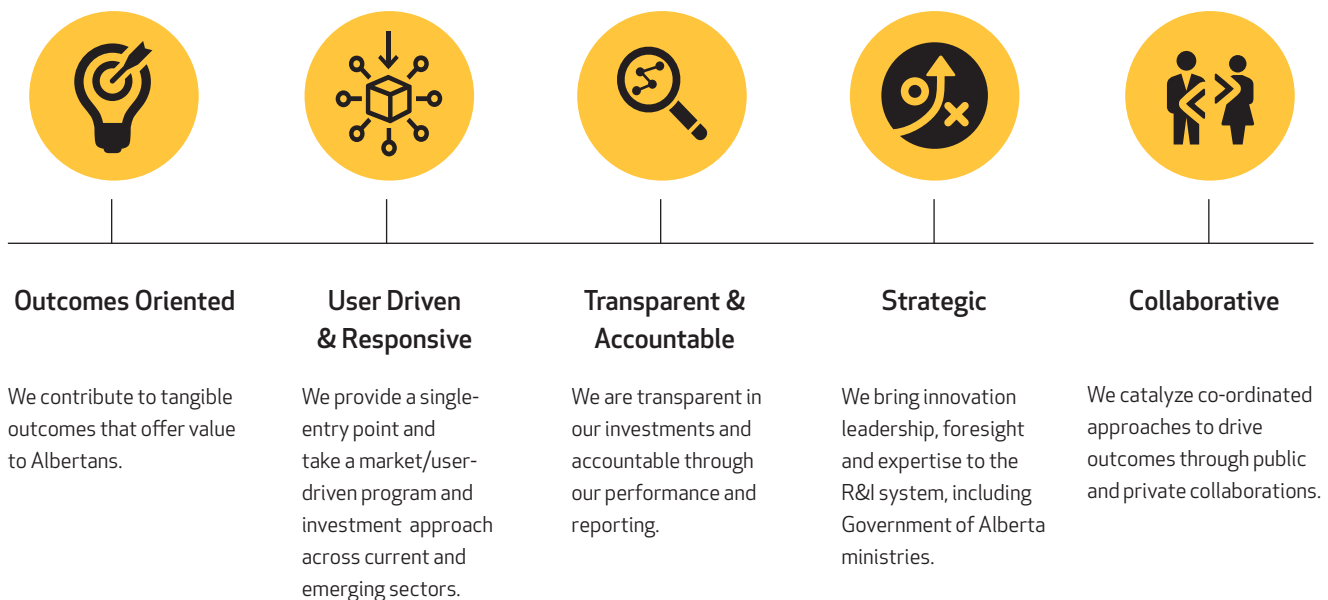 Outcomes Oriented
We contribute to tangible
outcomes that offer value
to Albertans.
User Driven
& Responsive
We provide a single-
entry point and
take a market/user-
driven program and
investment approach
across current and
emerging sectors.
Transparent &
Accountable
We are transparent in
our investments and
accountable through
our performance and
reporting.
Strategic
We bring innovation
leadership, foresight
and expertise to the
R&I system, including
Government of Alberta
ministries.
Collaborative
We catalyze co-ordinated
approaches to drive
outcomes through public
and private collaborations.